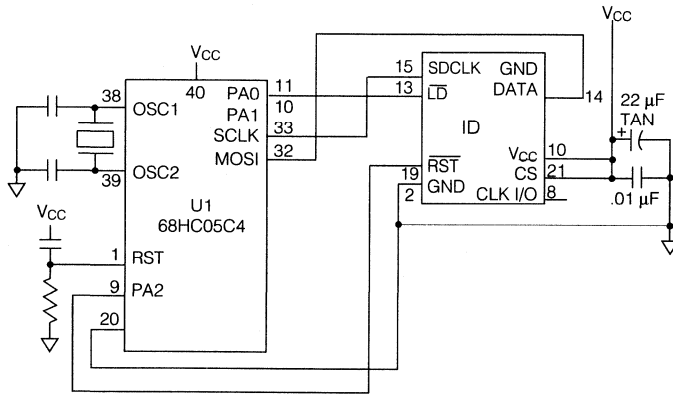 VCC
VCC
40
38 OSC1
PA0 11
PA1 10
SCLK 33
MOSI 32
39 OSC2
U1
68HC05C4
VCC
1 RST
9 PA2
20
15 SDCLK
13 LD
GND
DATA 14
ID
RST
19 GND
2
VCC 10
CS 21
CLK I/O 8
22 µF
TAN
+
.01 µF